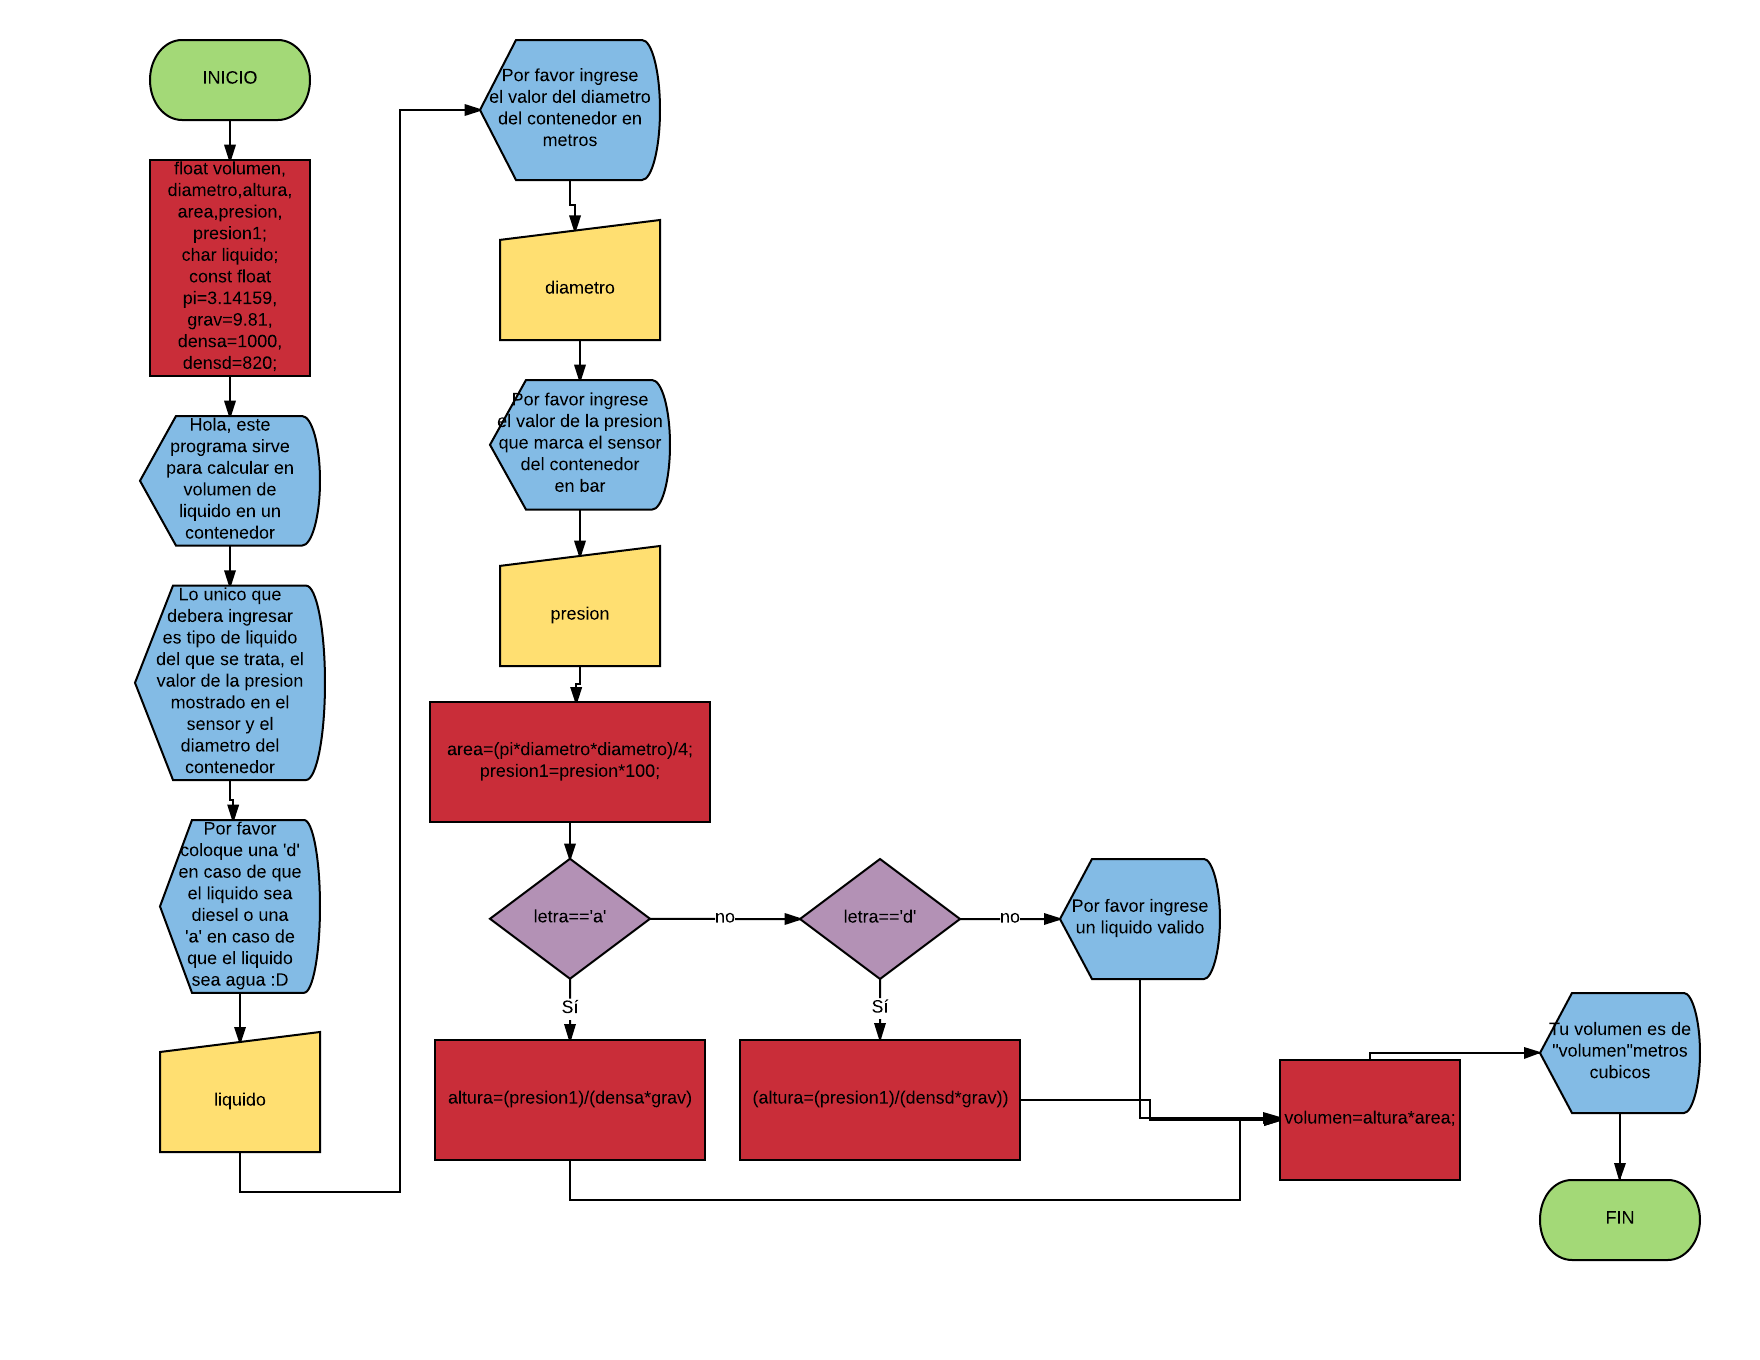 INICIO
float volumen,
diametro,altura,
area,presion,
presion1;
char liquido;
const float
pi=3.14159,
grav=9.81,
densa=1000,
densd=820;
Hola, este
programa sirve
para calcular en
volumen de
liquido en un
contenedor
Lo unico que
debera ingresar
es tipo de liquido
del que se trata, el
valor de la presion
mostrado en el
sensor y el
diametro del
contenedor
Por favor
coloque una 'd'
en caso de que
el liquido sea
diesel o una
'a' en caso de
que el liquido
sea agua :D
liquido
Por favor ingrese
el valor del diametro
del contenedor en
metros
diametro
Por favor ingrese
el valor de la presion
que marca el sensor
del contenedor
en bar
presion
area=(pi*diametro*diametro)/4;
presion1=presion*100;
letra=='a'
no
letra=='d'
no
Por favor ingrese
un liquido valido
Sí
Sí
altura=(presion1)/(densa*grav)
(altura=(presion1)/(densd*grav))
volumen=altura*area;
Tu volumen es de
"volumen"metros
cubicos
FIN